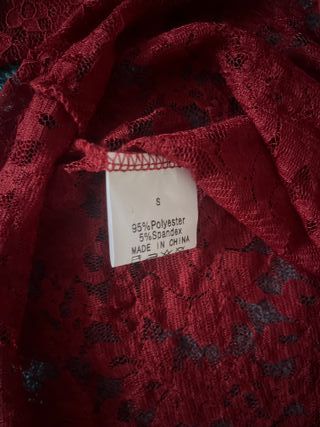 S
95%Polyester
5%Spandex
MADE IN CHINA